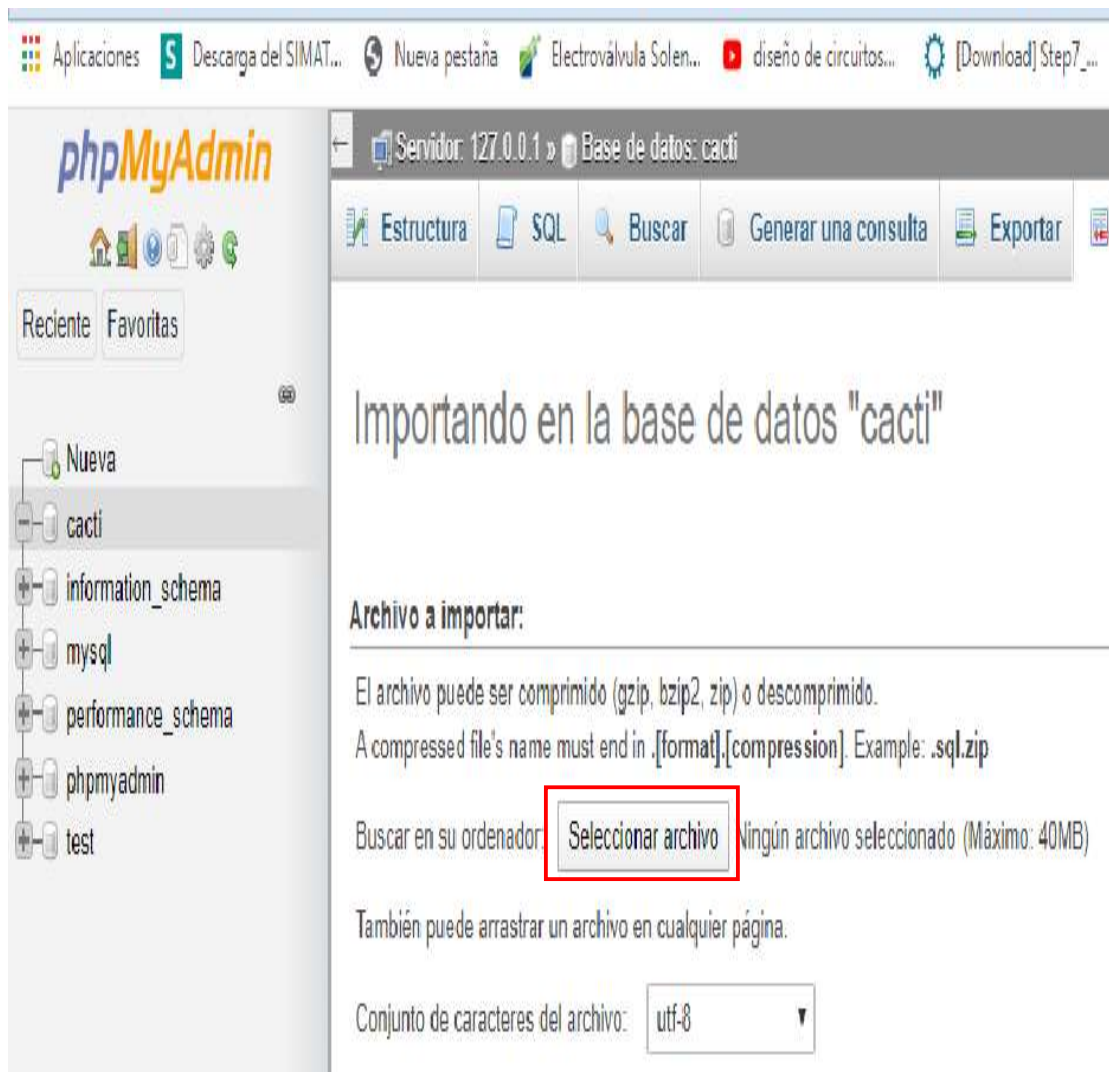 Aplicaciones S Descarga del SIMAT... Nueva pestaña Electroválvula Solen... diseño de circuitos... [Download] Step7_...
phpMyAdmin
Servidor: 127.0.0.1 » Base de datos: cacti
Estructura SQL Buscar Generar una consulta Exportar
Reciente Favoritas
Nueva
cacti
information_schema
mysql
performance_schema
phpmyadmin
test
Importando en la base de datos "cacti"
Archivo a importar:
El archivo puede ser comprimido (gzip, bzip2, zip) o descomprimido.
A compressed file's name must end in .[format].[compression]. Example: .sql.zip
Buscar en su ordenador: Seleccionar archivo Ningún archivo seleccionado (Máximo: 40MB)
También puede arrastrar un archivo en cualquier página.
Conjunto de caracteres del archivo: utf-8